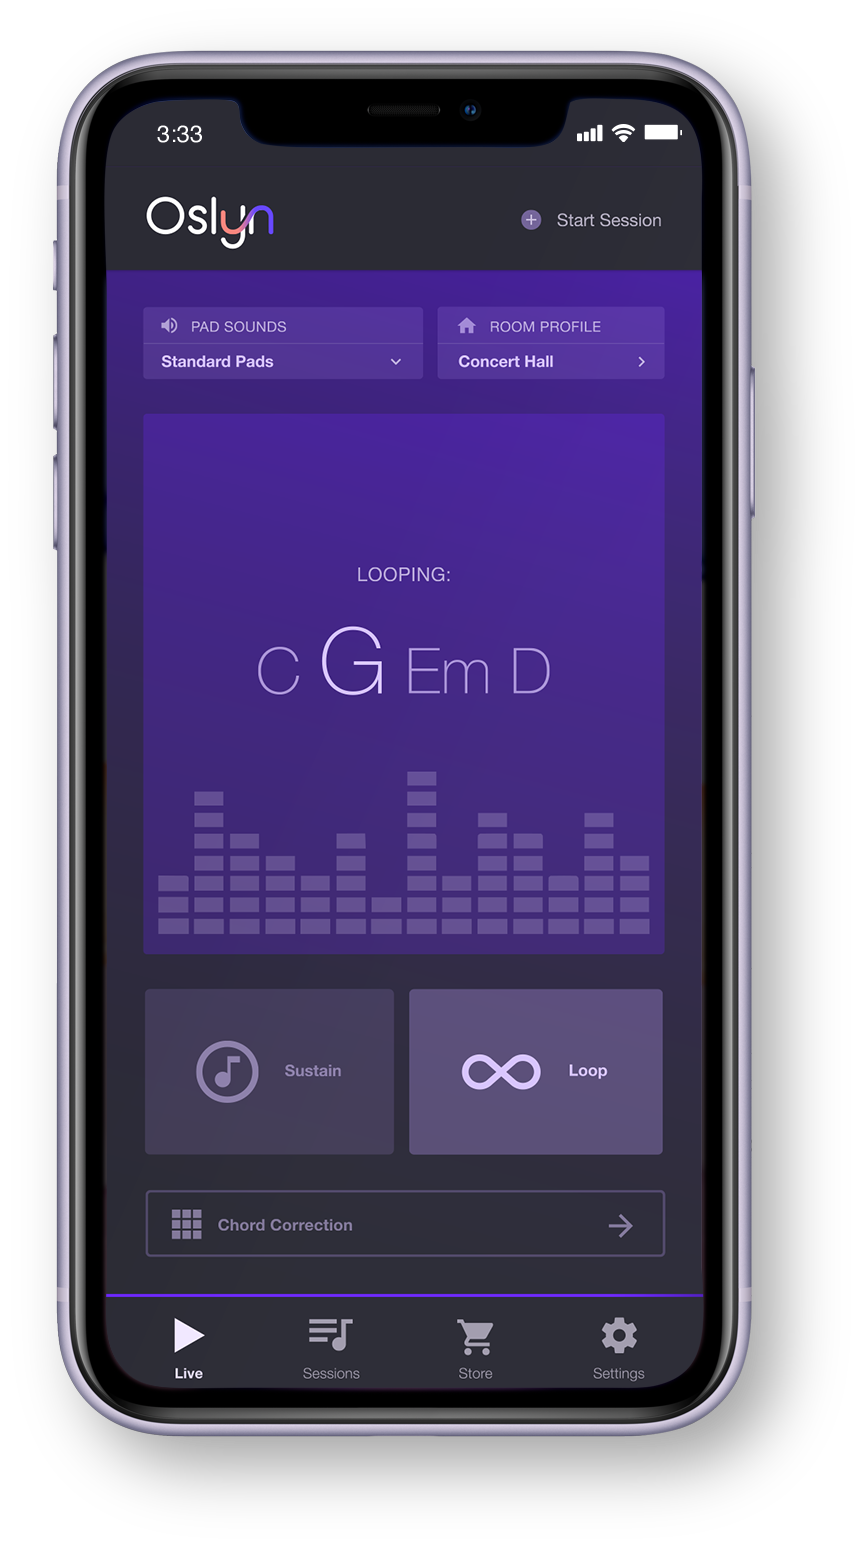 3:33
Oslyn
Start Session
PAD SOUNDS
ROOM PROFILE
Standard Pads
Concert Hall
LOOPING:
C G Em D
Sustain
Loop
Chord Correction
Live
Sessions
Store
Settings